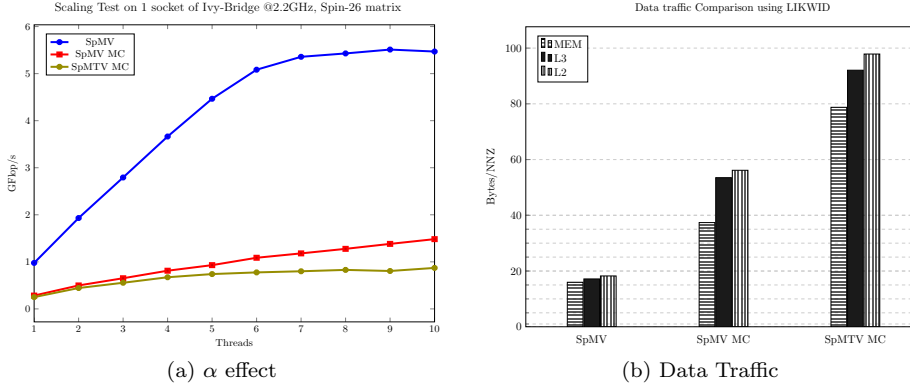 Scaling Test on 1 socket of Ivy-Bridge @2.2GHz, Spin-26 matrix
6
5
4
3
2
1
0
GFlop/s
SpMV
SpMV MC
SpMTV MC
1 2 3 4 5 6 7 8 9 10
Threads
(a) α effect
Data traffic Comparison using LIKWID
100
80
60
40
20
0
Bytes/NNZ
MEM
L3
L2
SpMV SpMV MC SpMTV MC
(b) Data Traffic